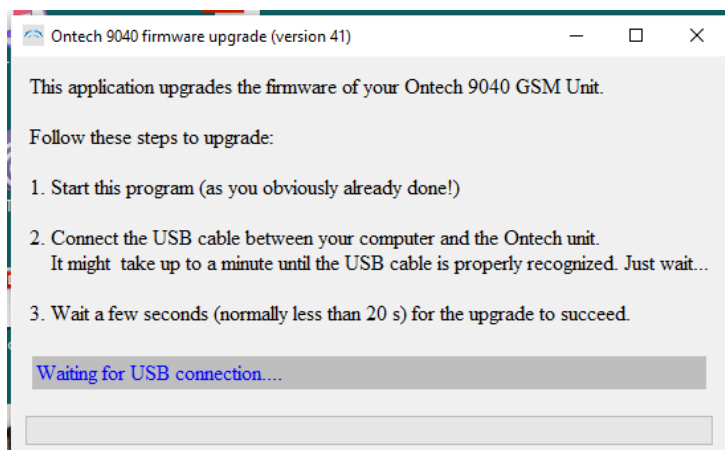 Ontech 9040 firmware upgrade (version 41)
This application upgrades the firmware of your Ontech 9040 GSM Unit.
Follow these steps to upgrade:
1. Start this program (as you obviously already done!)
2. Connect the USB cable between your computer and the Ontech unit.
It might take up to a minute until the USB cable is properly recognized. Just wait...
3. Wait a few seconds (normally less than 20 s) for the upgrade to succeed.
Waiting for USB connection....